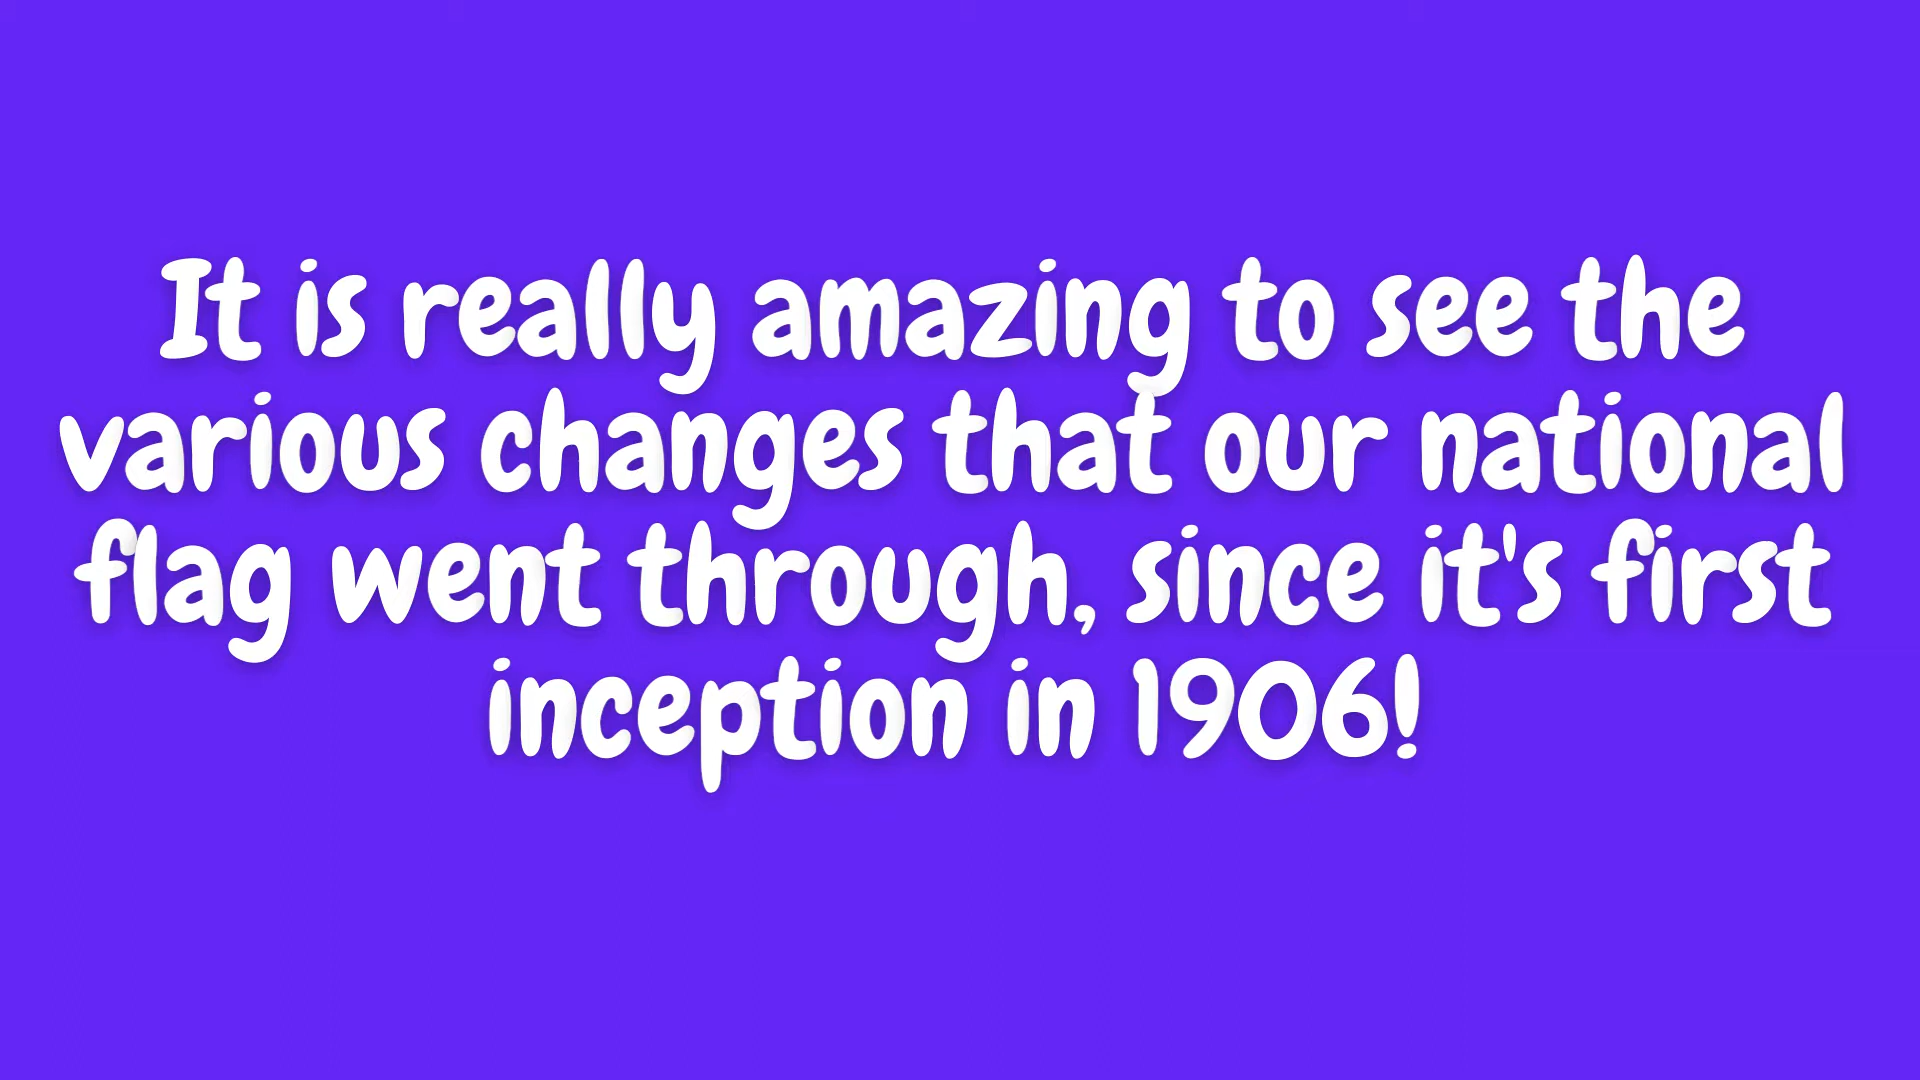 It is really amazing to see the
various changes that our national
flag went through, since it's first
inception in 1906!